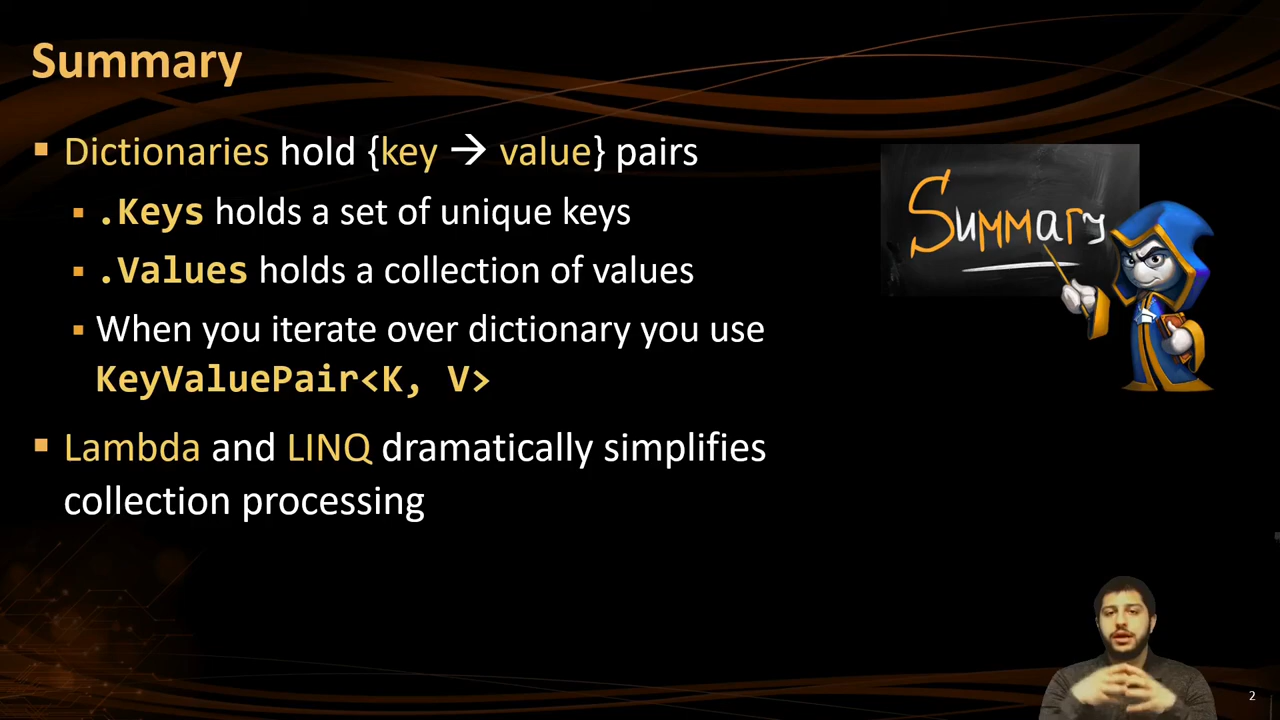 Summary
Dictionaries hold {key → value} pairs
.Keys holds a set of unique keys
.Values holds a collection of values
When you iterate over dictionary you use
KeyValuePair<K, V>
Lambda and LINQ dramatically simplifies
collection processing
Summary
2